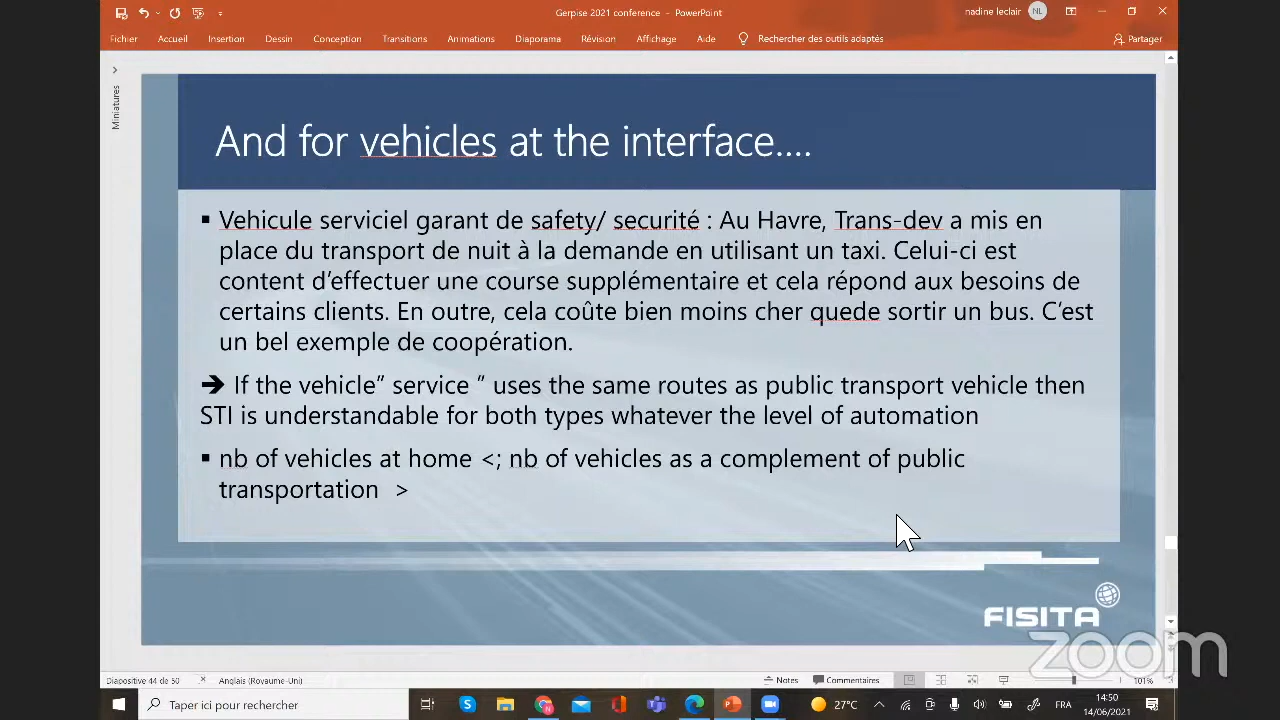 Gerpise 2021 conference - PowerPoint
nadine leclair NL
Fichier Accueil Insertion Dessin Conception Transitions Animations Diaporama Révision Affichage Aide Rechercher des outils adaptés Partager
Miniatures
And for vehicles at the interface....
▪ Vehicule serviciel garant de safety/ securité : Au Havre, Trans-dev a mis en
place du transport de nuit à la demande en utilisant un taxi. Celui-ci est
content d’effectuer une course supplémentaire et cela répond aux besoins de
certains clients. En outre, cela coûte bien moins cher quede sortir un bus. C’est
un bel exemple de coopération.
➔ If the vehicle” service ” uses the same routes as public transport vehicle then
STI is understandable for both types whatever the level of automation
▪ nb of vehicles at home <; nb of vehicles as a complement of public
transportation >
FISITA
zoom
Diapositive 44 de 50 Anglais (Royaume-Uni) Notes Commentaires 101%
Taper ici pour rechercher 27°C FRA 14:50
14/06/2021